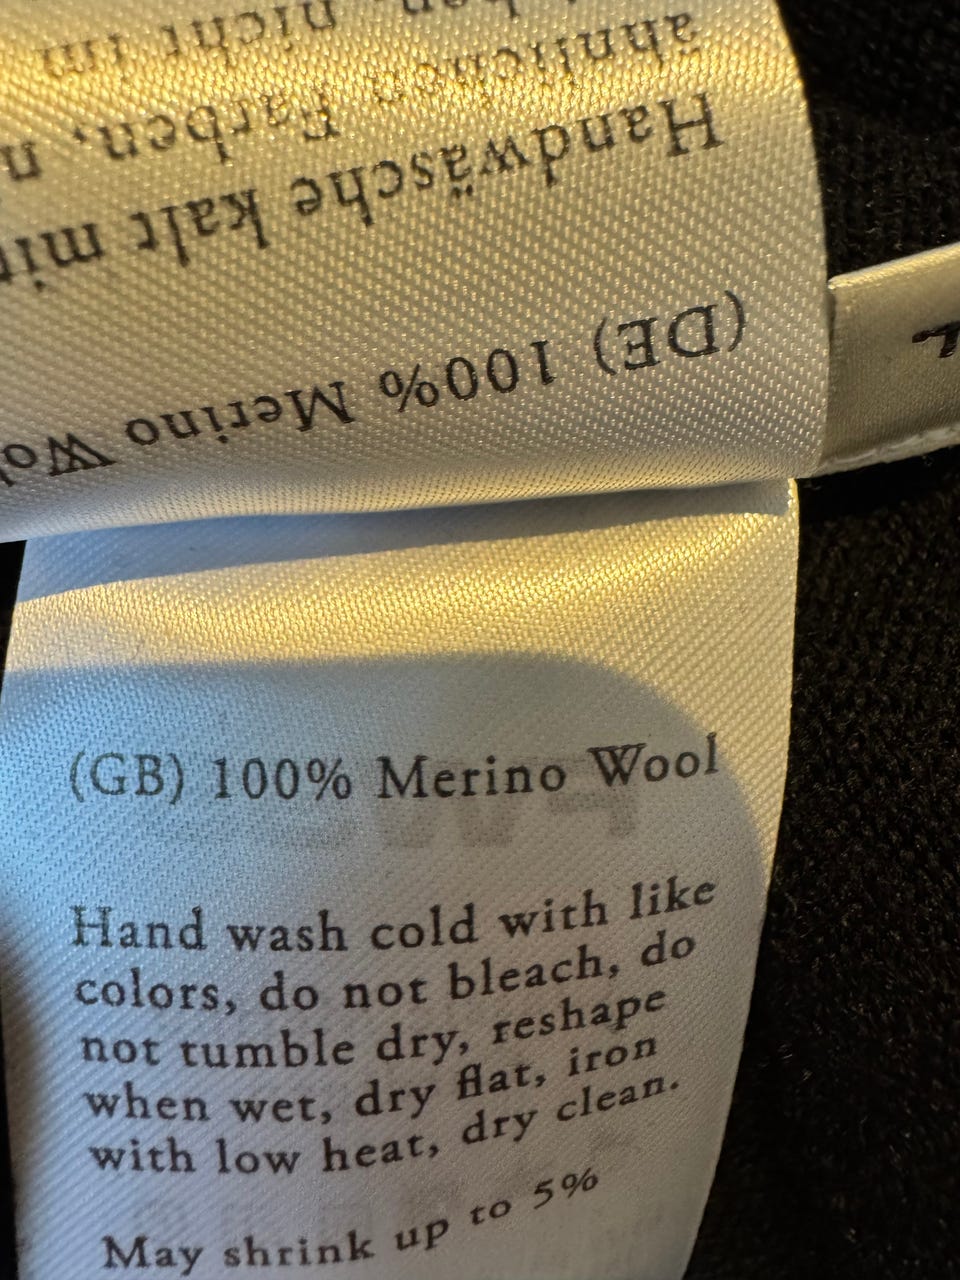 (DE) 100% Merino
Handwäsche kalt mit
ähnlichen Farben,
nicht im
(GB) 100% Merino Wool
Hand wash cold with like
colors, do not bleach, do
not tumble dry, reshape
when wet, dry flat, iron
with low heat, dry clean.
May shrink up to 5%